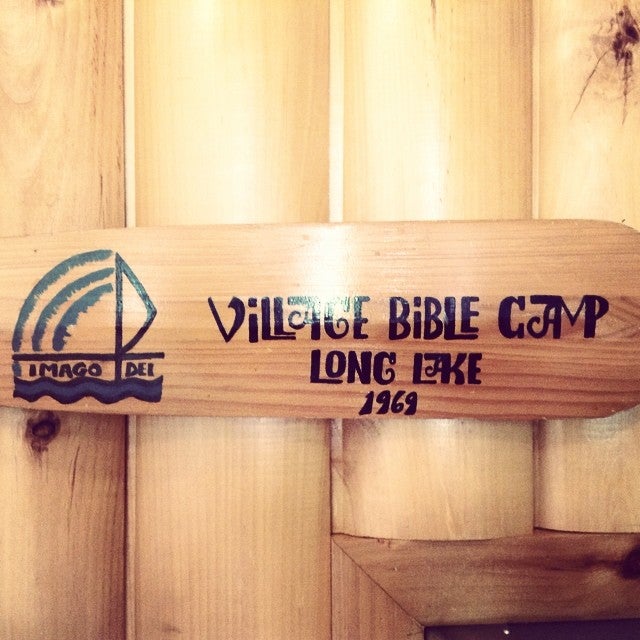 IMAGO DEI
VillAGE BiBLE CAMP
LONG LAKE
1969